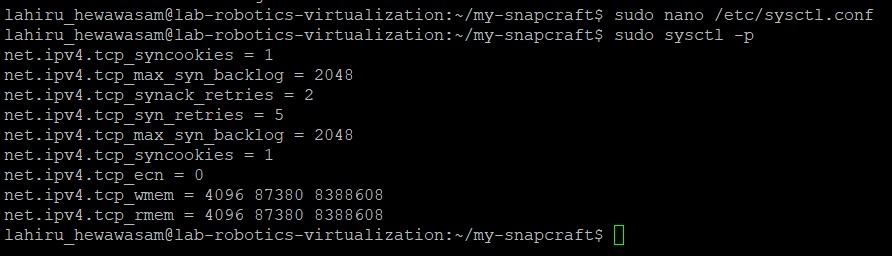 lahiru_hewawasam@lab-robotics-virtualization:~/my-snapcraft$ sudo nano /etc/sysctl.conf
lahiru_hewawasam@lab-robotics-virtualization:~/my-snapcraft$ sudo sysctl -p
net.ipv4.tcp_syncookies = 1
net.ipv4.tcp_max_syn_backlog = 2048
net.ipv4.tcp_synack_retries = 2
net.ipv4.tcp_syn_retries = 5
net.ipv4.tcp_max_syn_backlog = 2048
net.ipv4.tcp_syncookies = 1
net.ipv4.tcp_ecn = 0
net.ipv4.tcp_wmem = 4096 87380 8388608
net.ipv4.tcp_rmem = 4096 87380 8388608
lahiru_hewawasam@lab-robotics-virtualization:~/my-snapcraft$